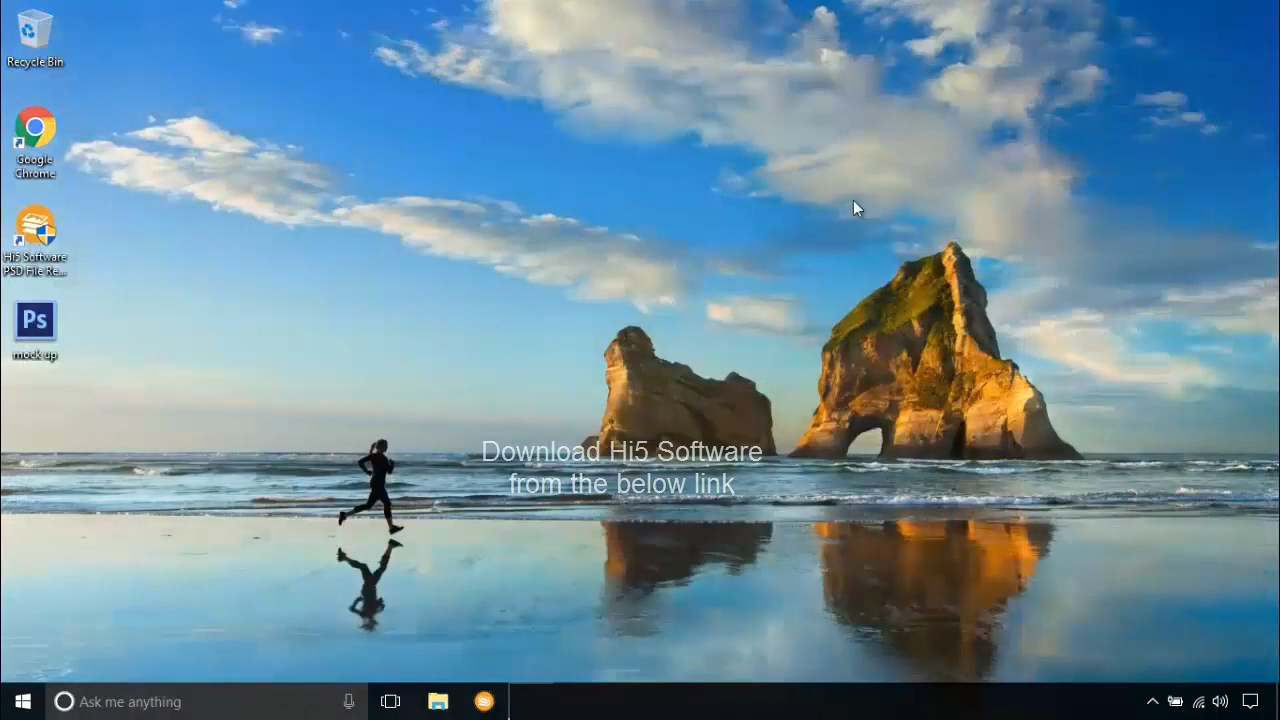 Recycle Bin
Google
Chrome
Hi5 Software
PSD File Re...
Ps
mock up
Download Hi5 Software
from the below link
Ask me anything